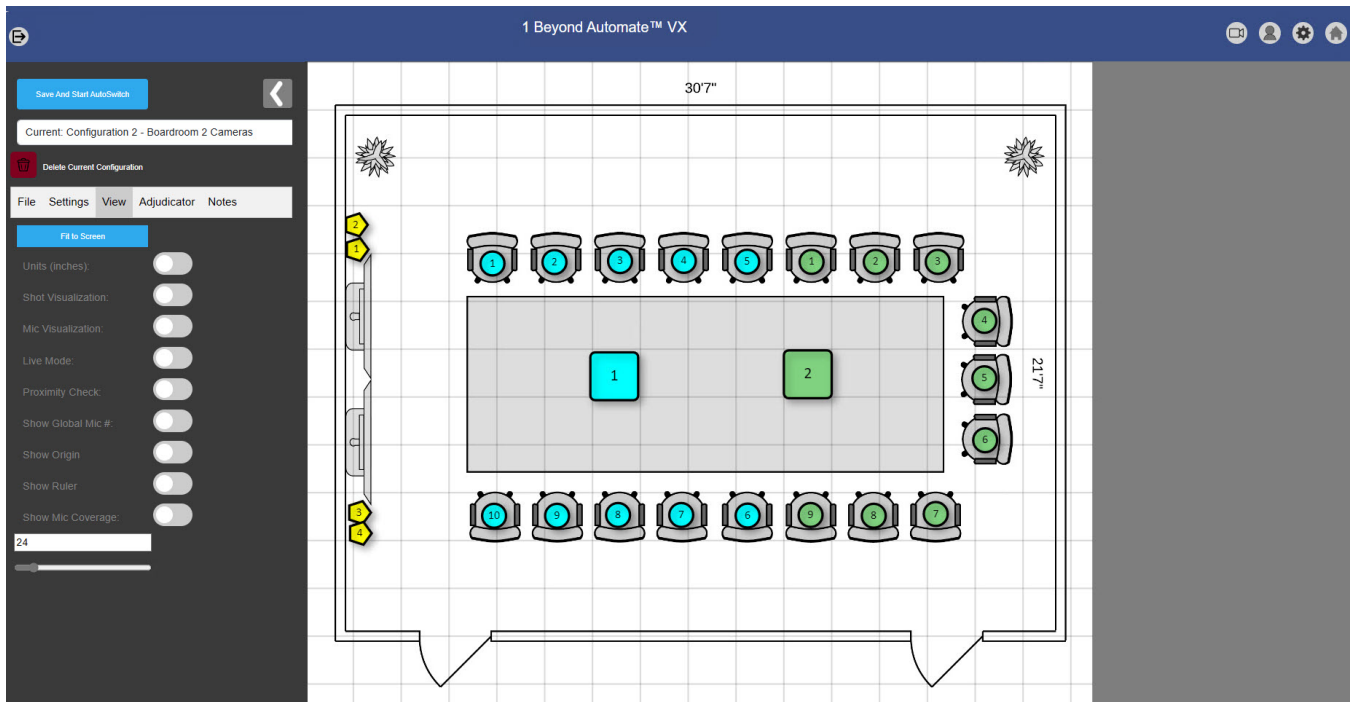 1 Beyond Automate™ VX
Save And Start AutoSwitch
Current: Configuration 2 - Boardroom 2 Cameras
Delete Current Configuration
File Settings View Adjudicator Notes
Fit to Screen
Units (inches):
Shot Visualization:
Mic Visualization:
Live Mode:
Proximity Check:
Show Global Mic #:
Show Origin
Show Ruler
Show Mic Coverage:
24
30'7"
2
1
1 2 3 4 5 1 2 3
4
1 2
5
21'7"
6
3
4
10 9 8 7 6 9 8 7